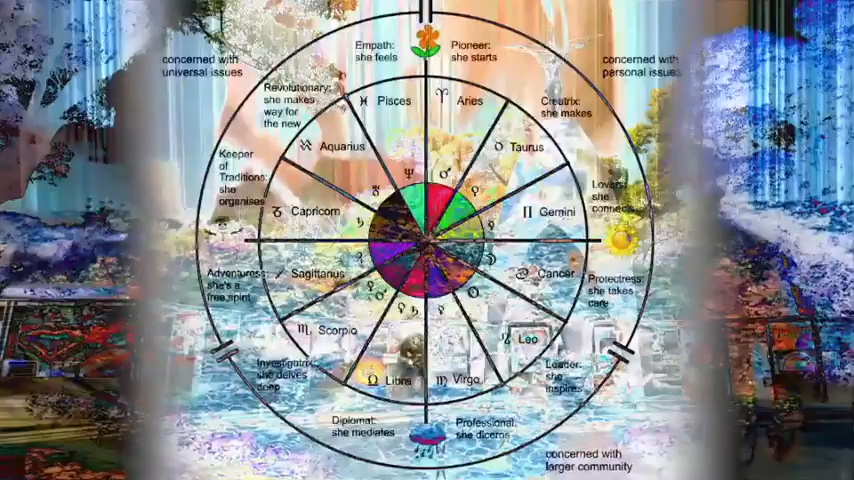 Empath:
she feels
Pioneer:
she starts
concerned with
universal issues
concerned with
personal issues
Revolutionary:
she makes
way for
the new
Pisces
Aries
Creatrix:
she makes
Aquarius
Taurus
Keeper
of
Traditions:
she
organises
Capricorn
Gemini
Lover:
she
connects
Adventuress:
she's a
free spirit
Sagittarius
Cancer
Protectress:
she takes
care
Scorpio
Leo
Investigatrix:
she delves
deep
Libra
Virgo
Leader:
she
inspires
Diplomat:
she mediates
Professional:
she
concerned with
larger community